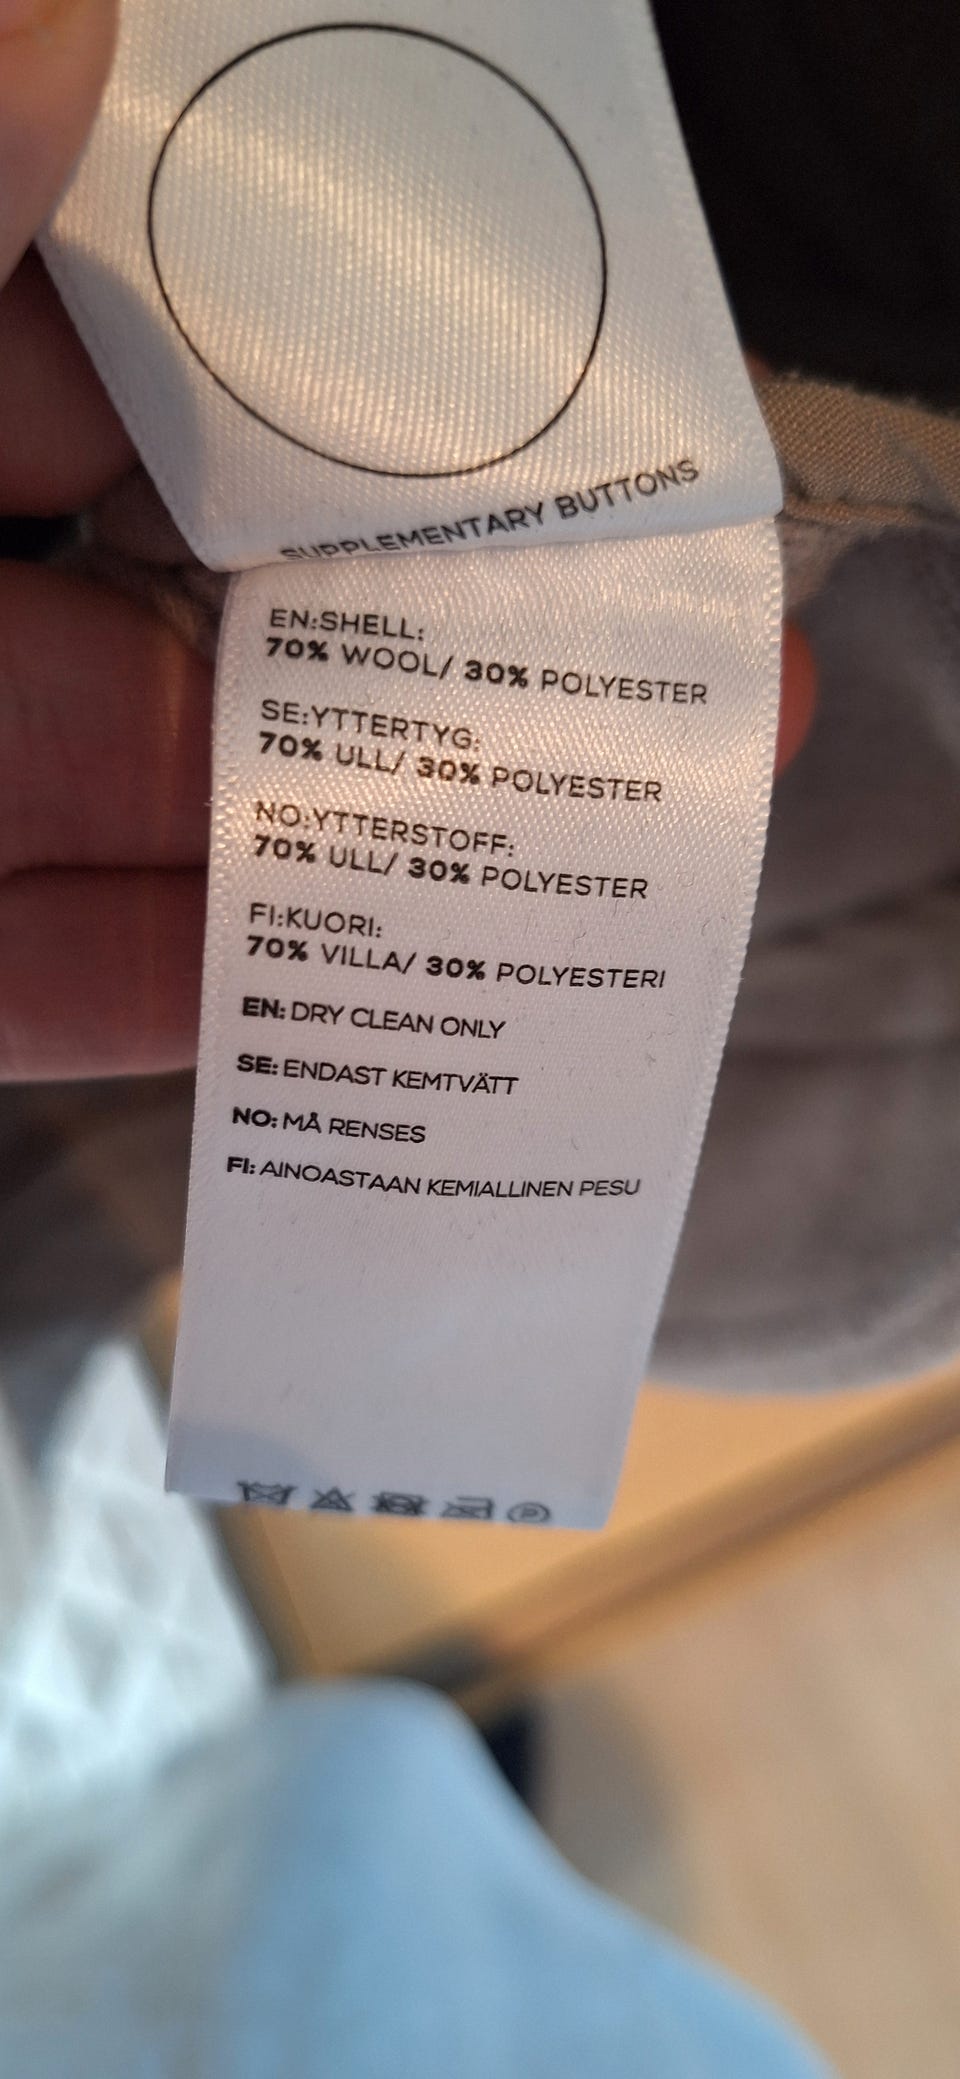 SUPPLEMENTARY BUTTONS
EN:SHELL:
70% WOOL/ 30% POLYESTER
SE:YTTERTYG:
70% ULL/ 30% POLYESTER
NO:YTTERSTOFF:
70% ULL/ 30% POLYESTER
FI:KUORI:
70% VILLA/ 30% POLYESTERI
EN: DRY CLEAN ONLY
SE: ENDAST KEMTVÄTT
NO: MÅ RENSES
FI: AINOASTAAN KEMIALLINEN PESU
P